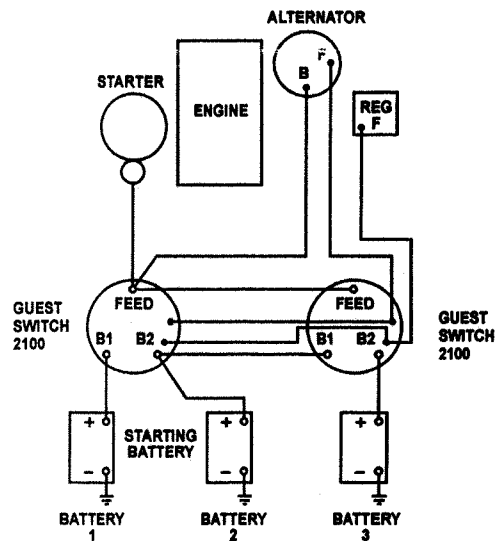 ALTERNATOR
B
F
STARTER
ENGINE
REG
F
GUEST
SWITCH
2100
FEED
B1
B2
FEED
B1
B2
GUEST
SWITCH
2100
+
-
STARTING
BATTERY
+
-
+
-
BATTERY
1
BATTERY
2
BATTERY
3